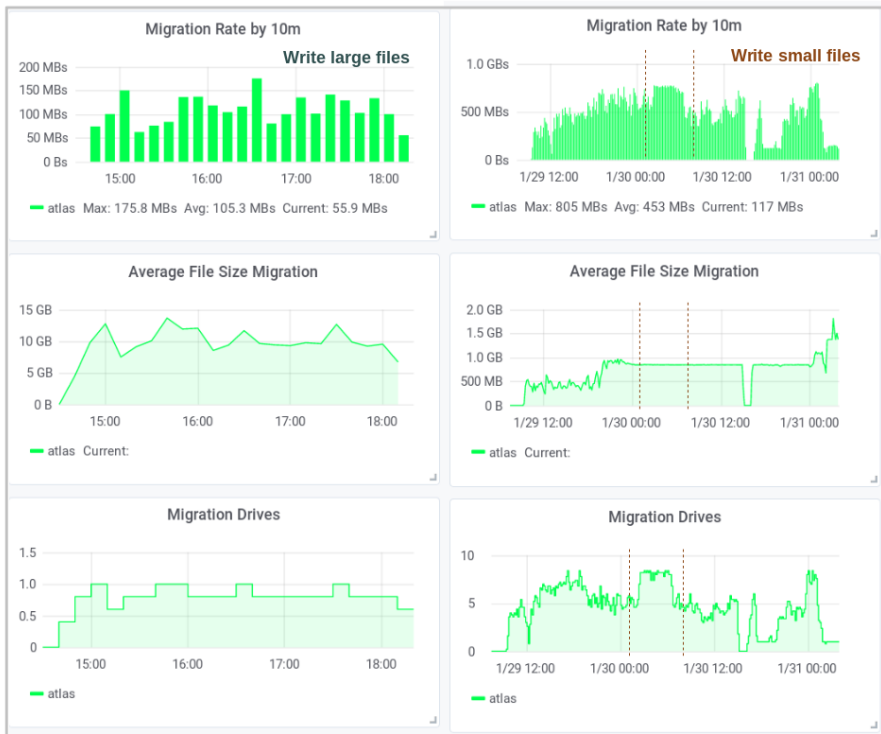 Migration Rate by 10m
Write large files
200 MBs
150 MBs
100 MBs
50 MBs
0 Bs
15:00 16:00 17:00 18:00
atlas Max: 175.8 MBs Avg: 105.3 MBs Current: 55.9 MBs
Migration Rate by 10m
Write small files
1.0 GBs
500 MBs
0 Bs
1/29 12:00 1/30 00:00 1/30 12:00 1/31 00:00
atlas Max: 805 MBs Avg: 453 MBs Current: 117 MBs
Average File Size Migration
15 GB
10 GB
5 GB
0 B
15:00 16:00 17:00 18:00
atlas Current:
Average File Size Migration
2.0 GB
1.5 GB
1.0 GB
500 MB
0 B
1/29 12:00 1/30 00:00 1/30 12:00 1/31 00:00
atlas Current:
Migration Drives
1.5
1.0
0.5
0
15:00 16:00 17:00 18:00
atlas
Migration Drives
10
5
0
1/29 12:00 1/30 00:00 1/30 12:00 1/31 00:00
atlas